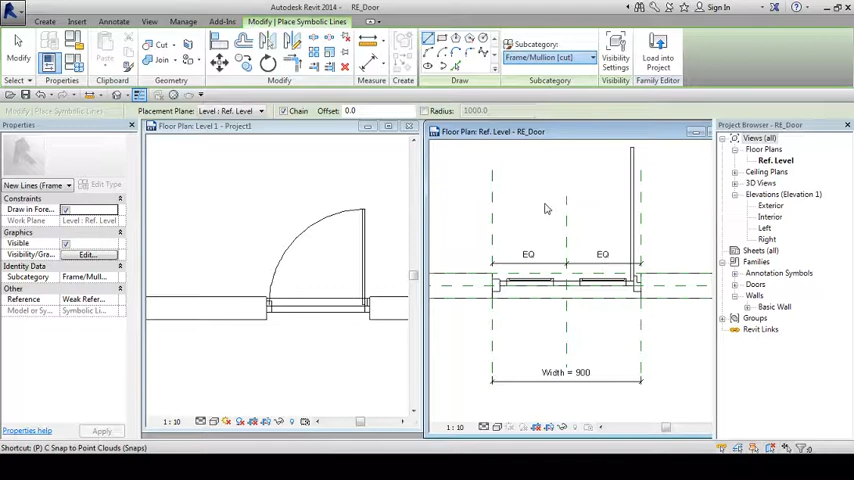 Autodesk Revit 2014 - RE_Door
Sign In
Create Insert Annotate View Manage Add-Ins Modify | Place Symbolic Lines
Modify
Paste
Cut
Join
Subcategory:
Frame/Mullion [cut]
Visibility Settings
Load into Project
Select Properties Clipboard Geometry Modify Measure Create Draw Subcategory Visibility Family Editor
Modify | Place Symbolic Lines
Placement Plane: Level : Ref. Level
Chain
Offset: 0.0
Radius: 1000.0
Properties
New Lines (Frame
Edit Type
Constraints
Draw in Fore...
Work Plane Level : Ref. Level
Graphics
Visible
Visibility/Gra... Edit...
Identity Data
Subcategory Frame/Mull...
Other
Reference Weak Refer...
Model or Sy... Symbolic Li...
Properties help
Apply
Floor Plan: Level 1 - Project1
1 : 10
Floor Plan: Ref. Level - RE_Door
EQ EQ
Width = 900
1 : 10
Project Browser - RE_Door
Views (all)
Floor Plans
Ref. Level
Ceiling Plans
3D Views
Elevations (Elevation 1)
Exterior
Interior
Left
Right
Sheets (all)
Families
Annotation Symbols
Doors
Walls
Basic Wall
Groups
Revit Links
Shortcut: (P) C Snap to Point Clouds (Snaps)
:0